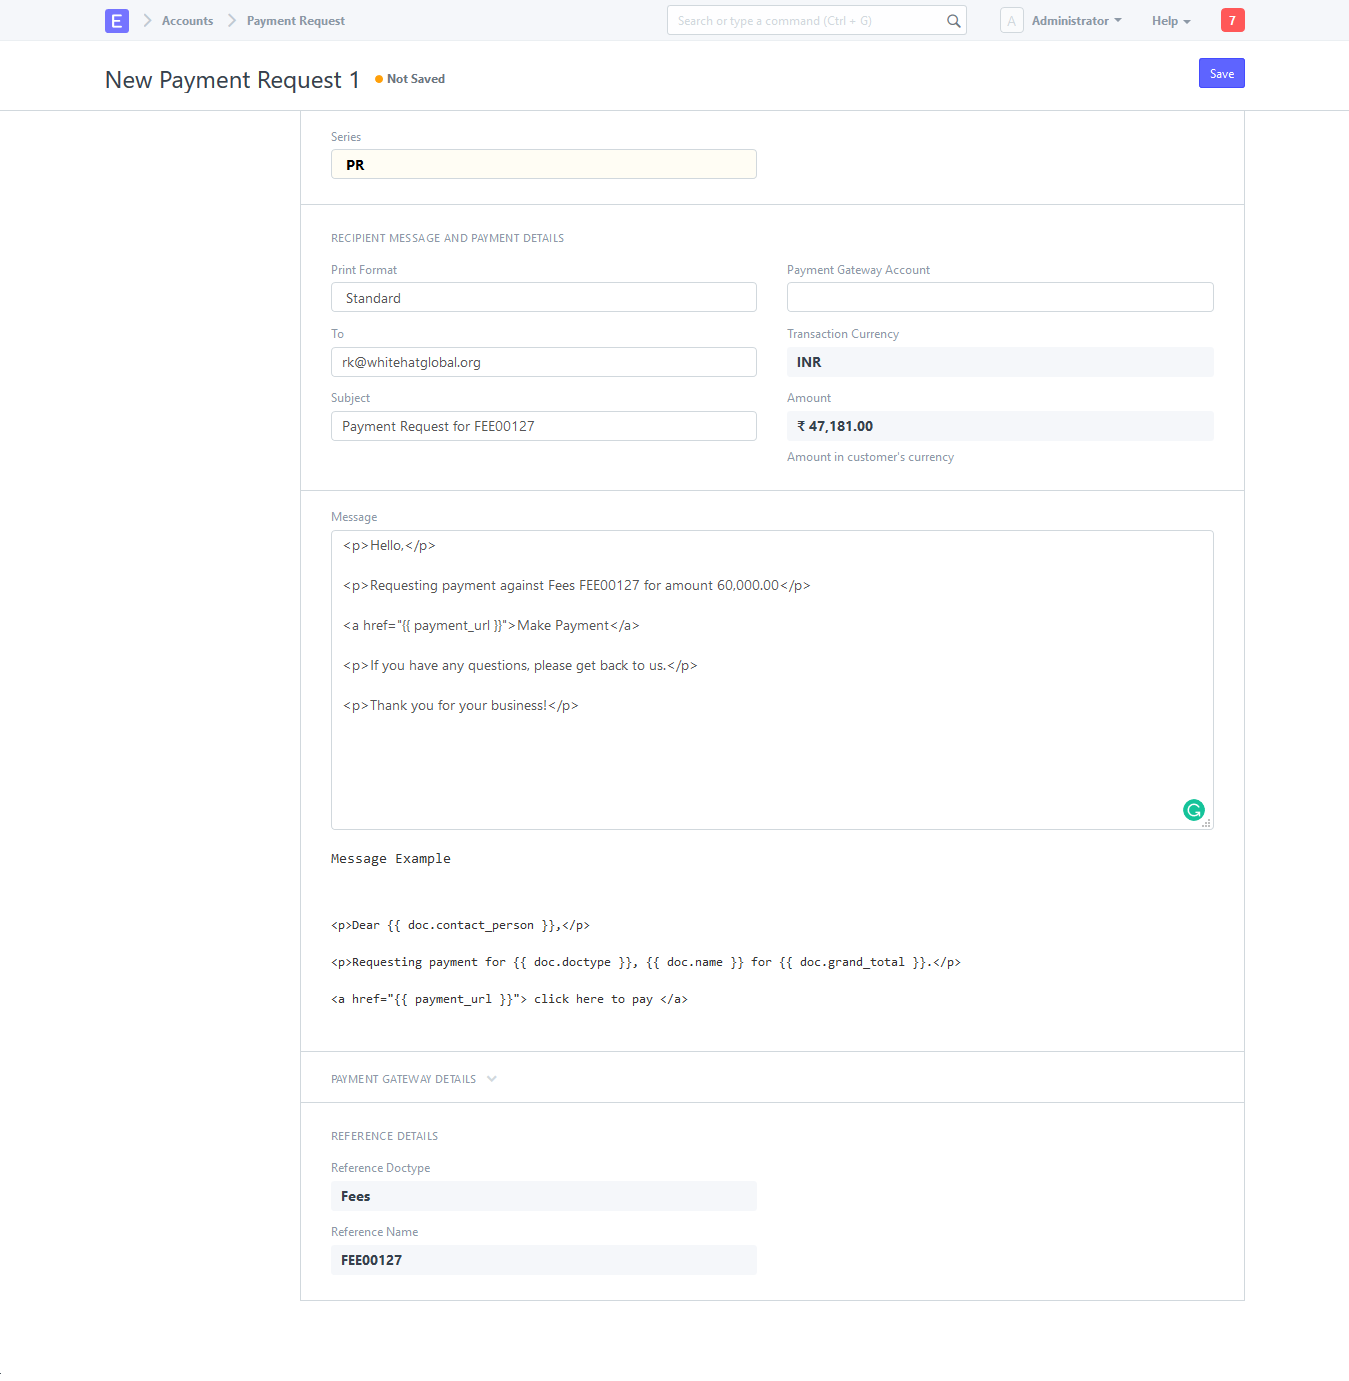 E Accounts Payment Request Search or type a command (Ctrl + G) A Administrator Help 7
New Payment Request 1 Not Saved Save
Series
PR
RECIPIENT MESSAGE AND PAYMENT DETAILS
Print Format
Standard
To
rk@whitehatglobal.org
Subject
Payment Request for FEE00127
Payment Gateway Account
Transaction Currency
INR
Amount
₹ 47,181.00
Amount in customer's currency
Message
<p>Hello,</p>
<p>Requesting payment against Fees FEE00127 for amount 60,000.00</p>
<a href="{{ payment_url }}">Make Payment</a>
<p>If you have any questions, please get back to us.</p>
<p>Thank you for your business!</p>
Message Example
<p>Dear {{ doc.contact_person }},</p>
<p>Requesting payment for {{ doc.doctype }}, {{ doc.name }} for {{ doc.grand_total }}.</p>
<a href="{{ payment_url }}"> click here to pay </a>
PAYMENT GATEWAY DETAILS
REFERENCE DETAILS
Reference Doctype
Fees
Reference Name
FEE00127